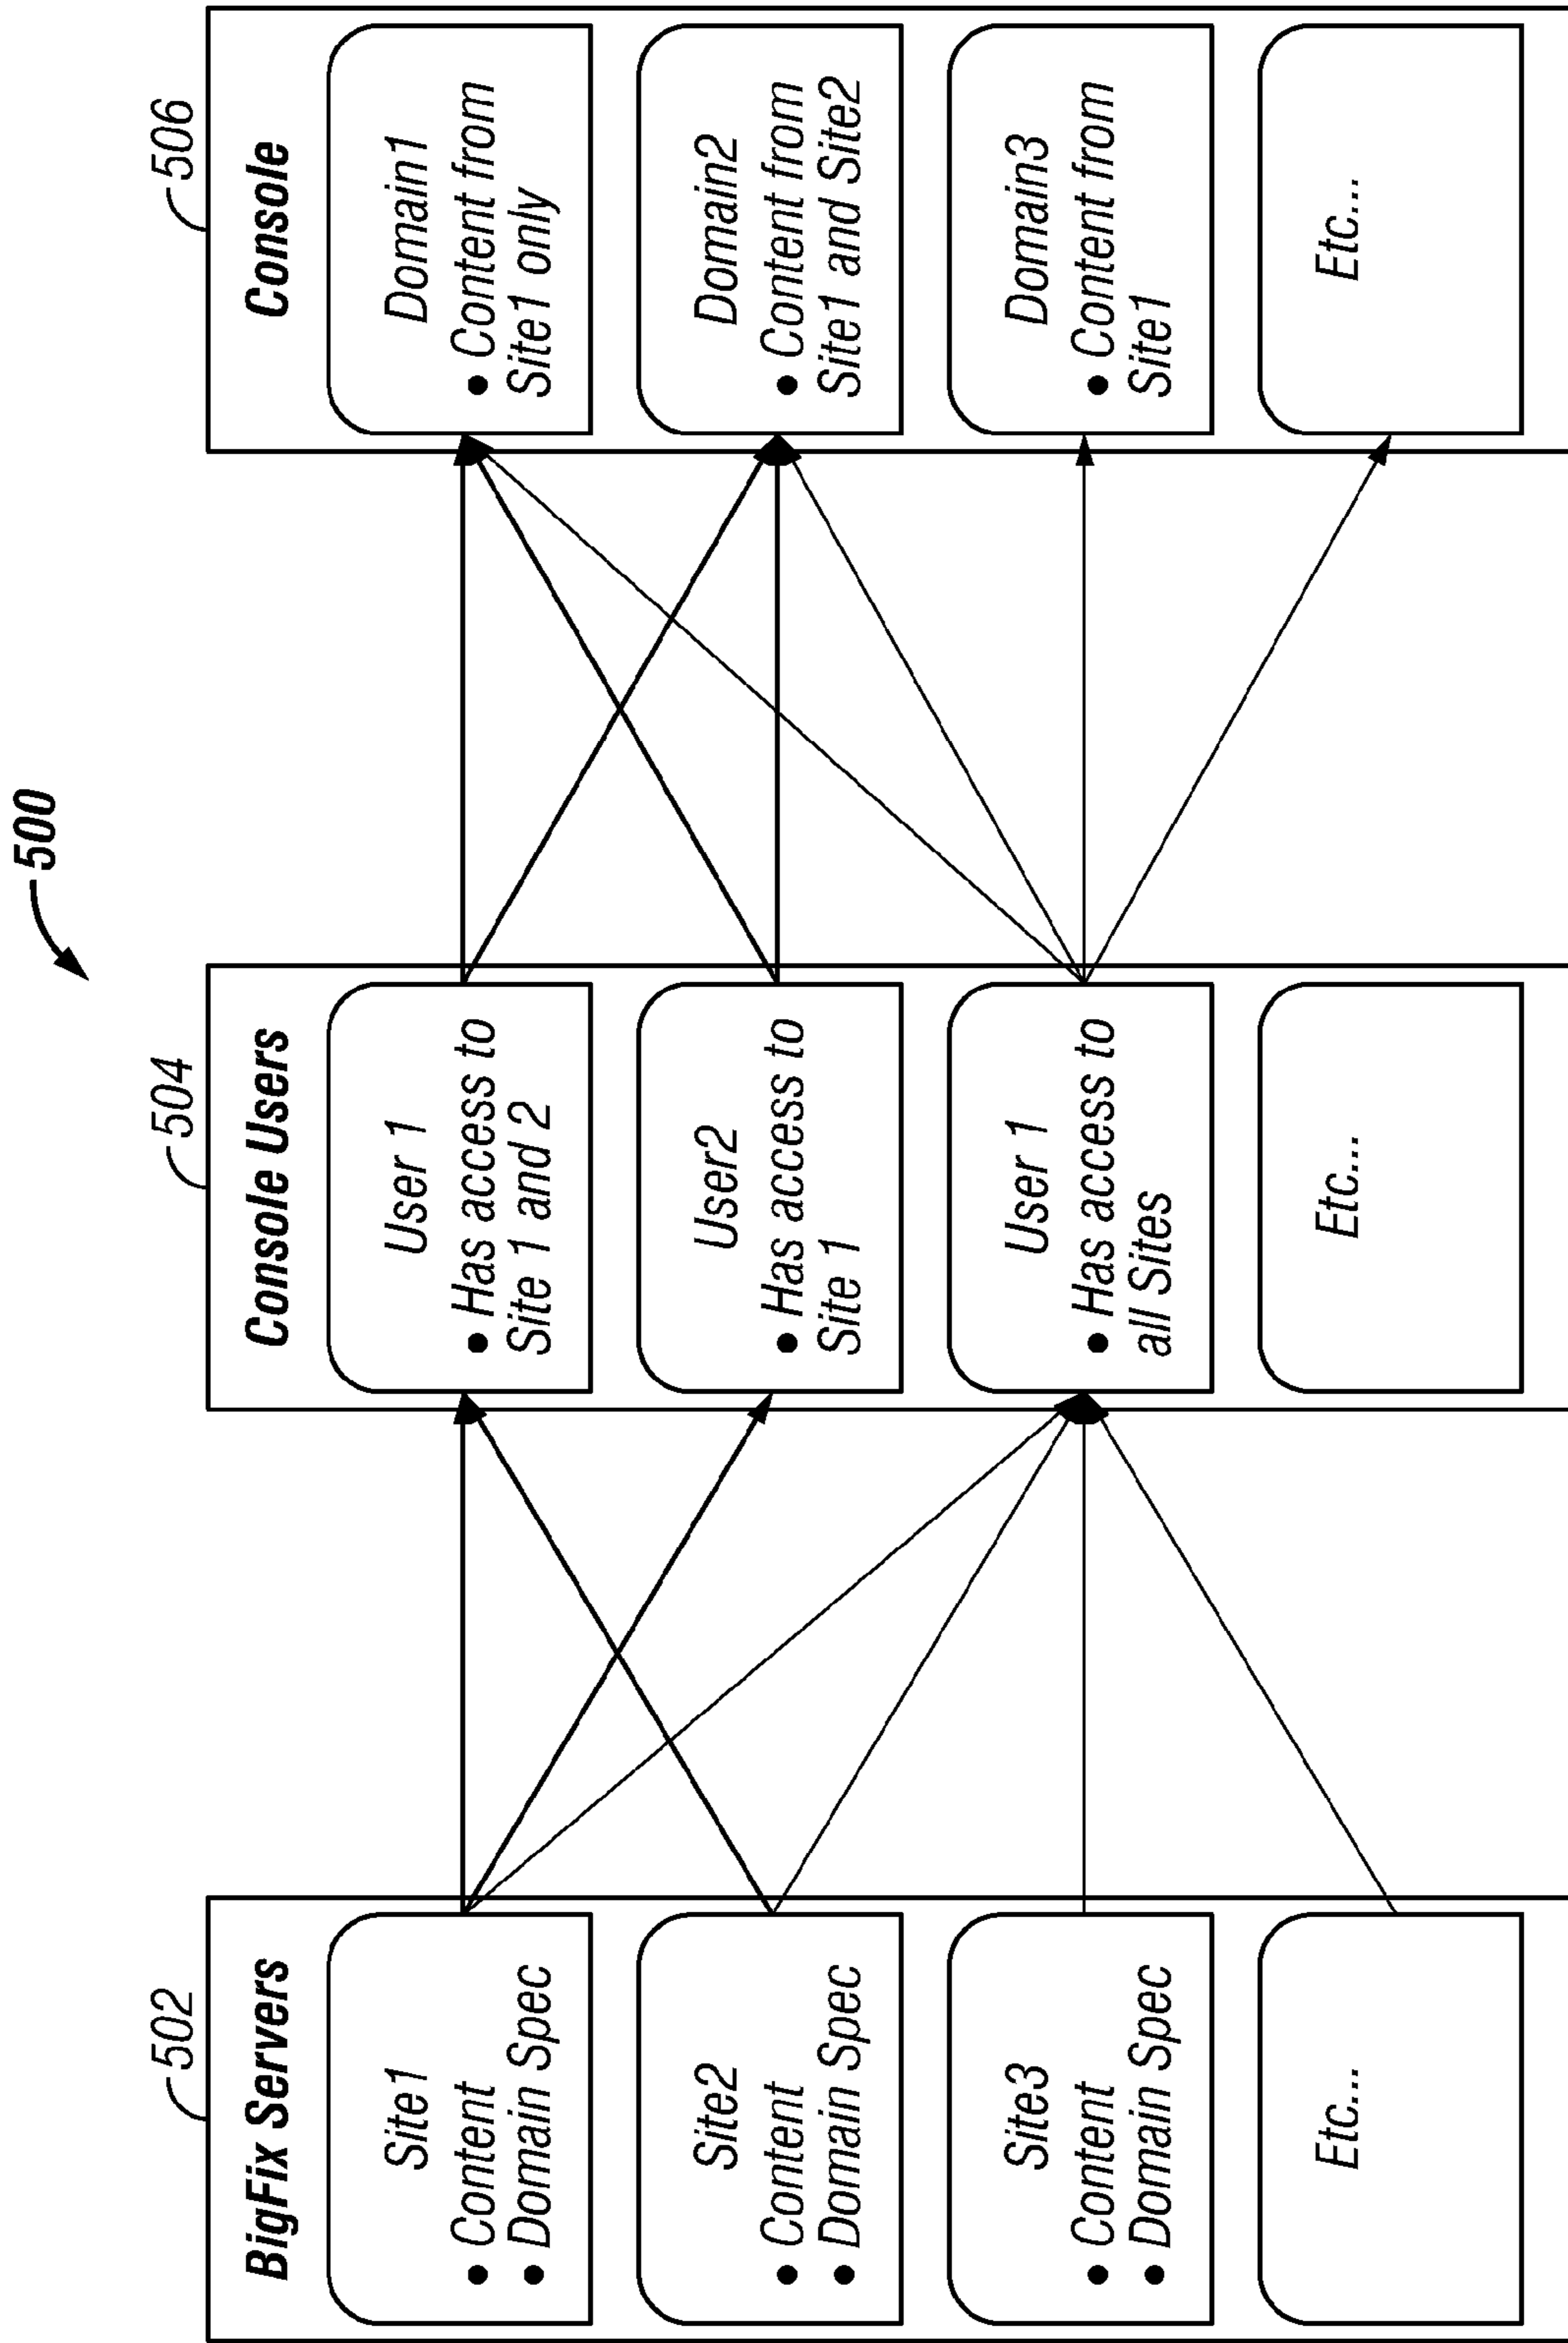 500
502
BigFix Servers
Site1
• Content
• Domain Spec
Site2
• Content
• Domain Spec
Site3
• Content
• Domain Spec
Etc...
504
Console Users
User 1
• Has access to
Site 1 and 2
User2
• Has access to
Site 1
User 1
• Has access to
all Sites
Etc...
506
Console
Domain1
• Content from
Site1 only
Domain2
• Content from
Site1 and Site2
Domain3
• Content from
Site1
Etc...